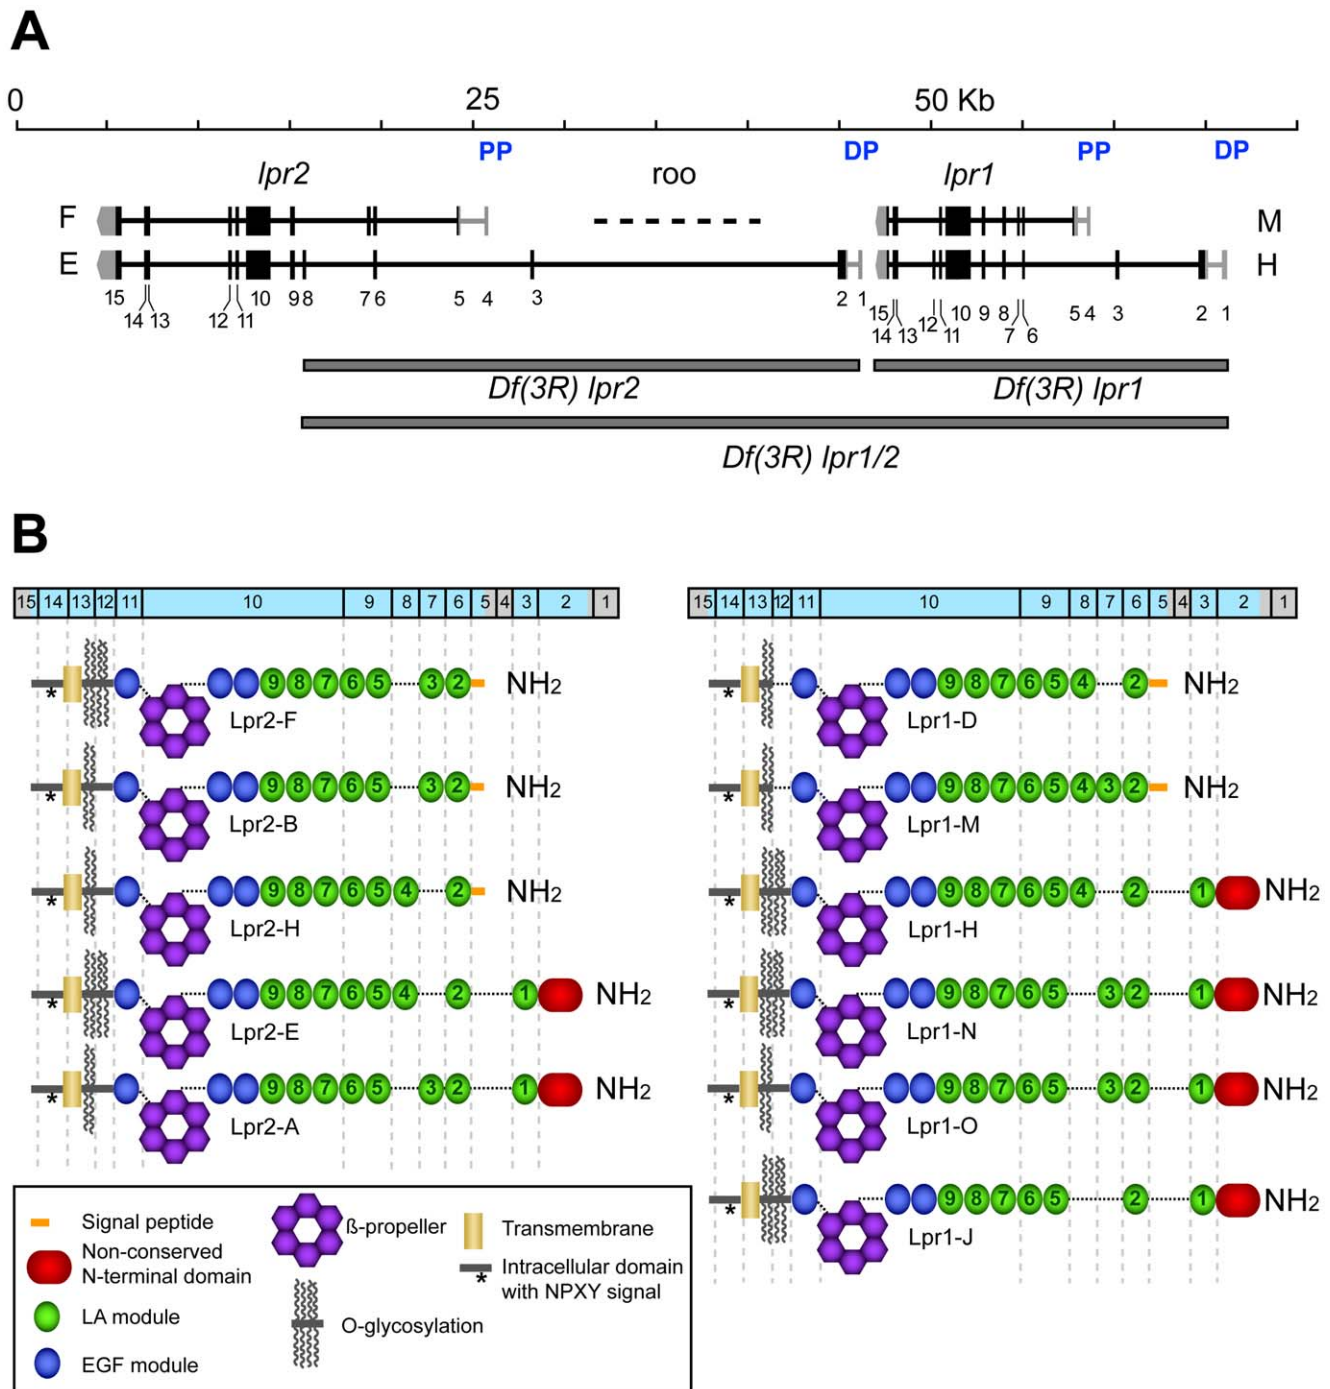 A
0 25 50 Kb
PP DP PP DP
lpr2 roo lpr1
F M
E H
15 10 9 8 7 6 5 4 3 2 1 15 10 9 8 5 4 3 2 1
14 13 12 11 14 13 12 11 7 6
Df(3R) lpr2 Df(3R) lpr1
Df(3R) lpr1/2
B
15 14 13 12 11 10 9 8 7 6 5 4 3 2 1
15 14 13 12 11 10 9 8 7 6 5 4 3 2 1
* 9 8 7 6 5 3 2 NH2
Lpr2-F
* 9 8 7 6 5 4 2 NH2
Lpr1-D
* 9 8 7 6 5 3 2 NH2
Lpr2-B
* 9 8 7 6 5 4 3 2 NH2
Lpr1-M
* 9 8 7 6 5 4 2 NH2
Lpr2-H
* 9 8 7 6 5 4 2 1 NH2
Lpr1-H
* 9 8 7 6 5 4 2 1 NH2
Lpr2-E
* 9 8 7 6 5 3 2 1 NH2
Lpr1-N
* 9 8 7 6 5 3 2 1 NH2
Lpr2-A
* 9 8 7 6 5 3 2 1 NH2
Lpr1-O
* 9 8 7 6 5 2 1 NH2
Lpr1-J
Signal peptide
Non-conserved
N-terminal domain
LA module
EGF module
ß-propeller
O-glycosylation
Transmembrane
* Intracellular domain
with NPXY signal